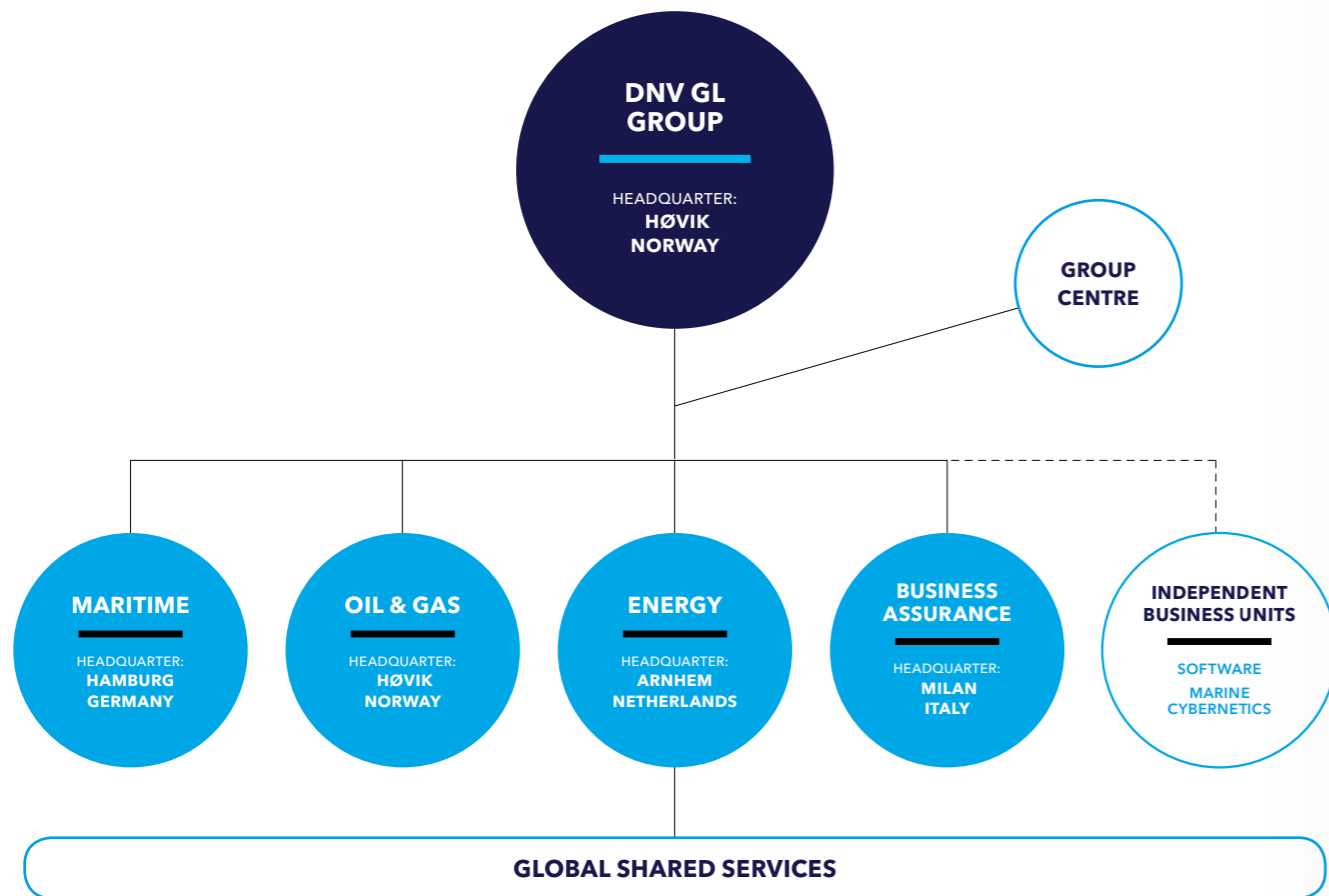 DNV GL
GROUP
HEADQUARTER:
HØVIK
NORWAY
GROUP
CENTRE
MARITIME
HEADQUARTER:
HAMBURG
GERMANY
OIL & GAS
HEADQUARTER:
HØVIK
NORWAY
ENERGY
HEADQUARTER:
ARNHEM
NETHERLANDS
BUSINESS
ASSURANCE
HEADQUARTER:
MILAN
ITALY
INDEPENDENT
BUSINESS UNITS
SOFTWARE
MARINE
CYBERNETICS
GLOBAL SHARED SERVICES